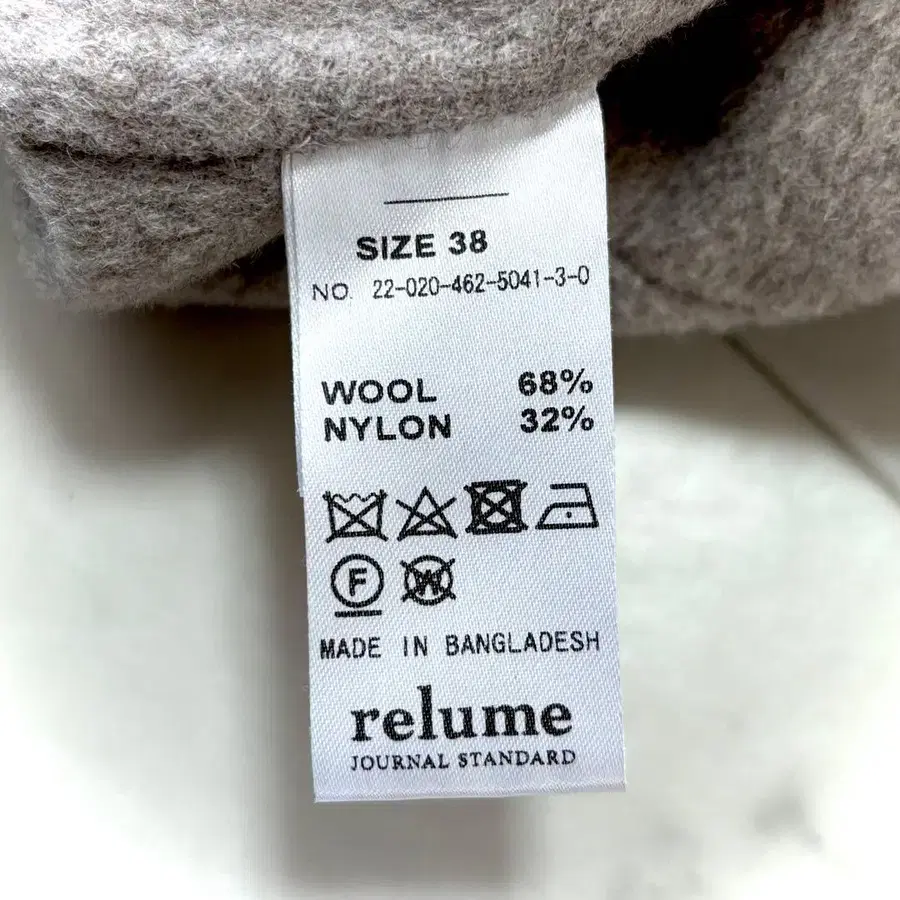 SIZE 38
NO. 22-020-462-5041-3-0
WOOL 68%
NYLON 32%
F W
MADE IN BANGLADESH
relume
JOURNAL STANDARD